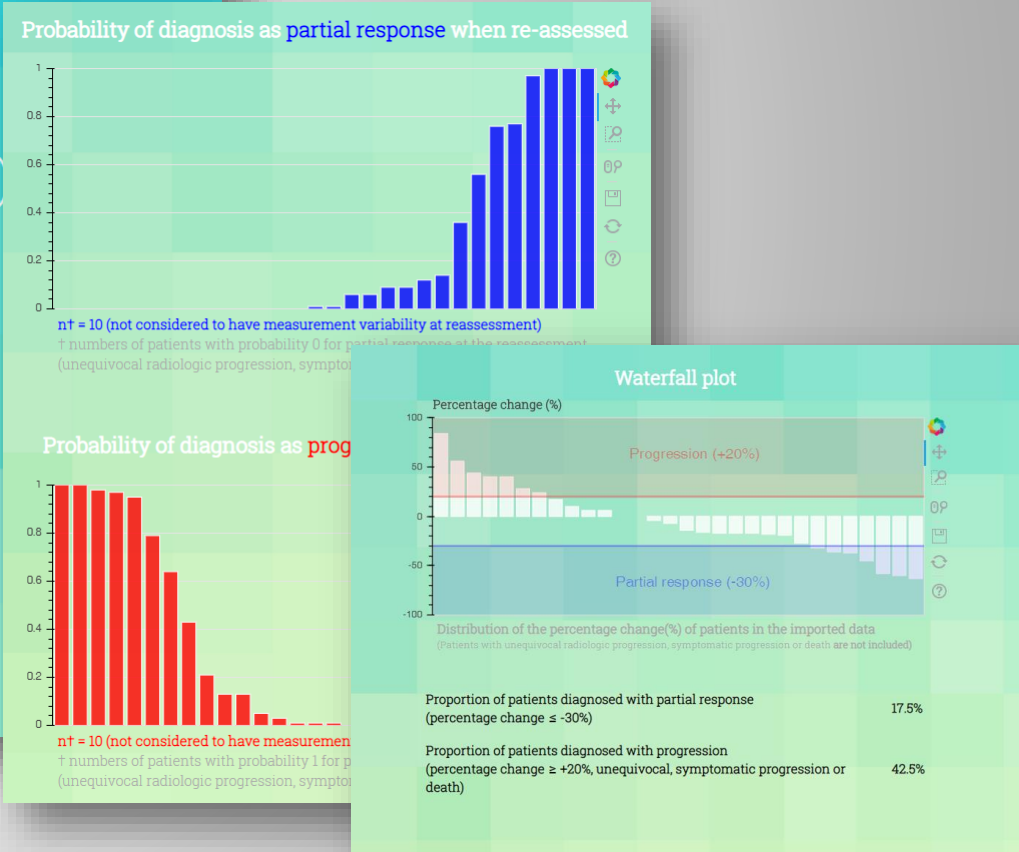 Probability of diagnosis as partial response when re-assessed
1
0.8
0.6
0.4
0.2
0
n† = 10 (not considered to have measurement variability at reassessment)
† numbers of patients with probability 0 for partial response at the reassessment
(unequivocal radiologic progression, sympto
Probability of diagnosis as prog
1
0.8
0.6
0.4
0.2
0
n† = 10 (not considered to have measuremen
† numbers of patients with probability 1 for p
(unequivocal radiologic progression, sympto
Waterfall plot
Percentage change (%)
100
50
0
-50
-100
Progression (+20%)
Partial response (-30%)
Distribution of the percentage change(%) of patients in the imported data
(Patients with unequivocal radiologic progression, symptomatic progression or death are not included)
Proportion of patients diagnosed with partial response
(percentage change ≤ -30%)
17.5%
Proportion of patients diagnosed with progression
(percentage change ≥ +20%, unequivocal, symptomatic progression or
death)
42.5%